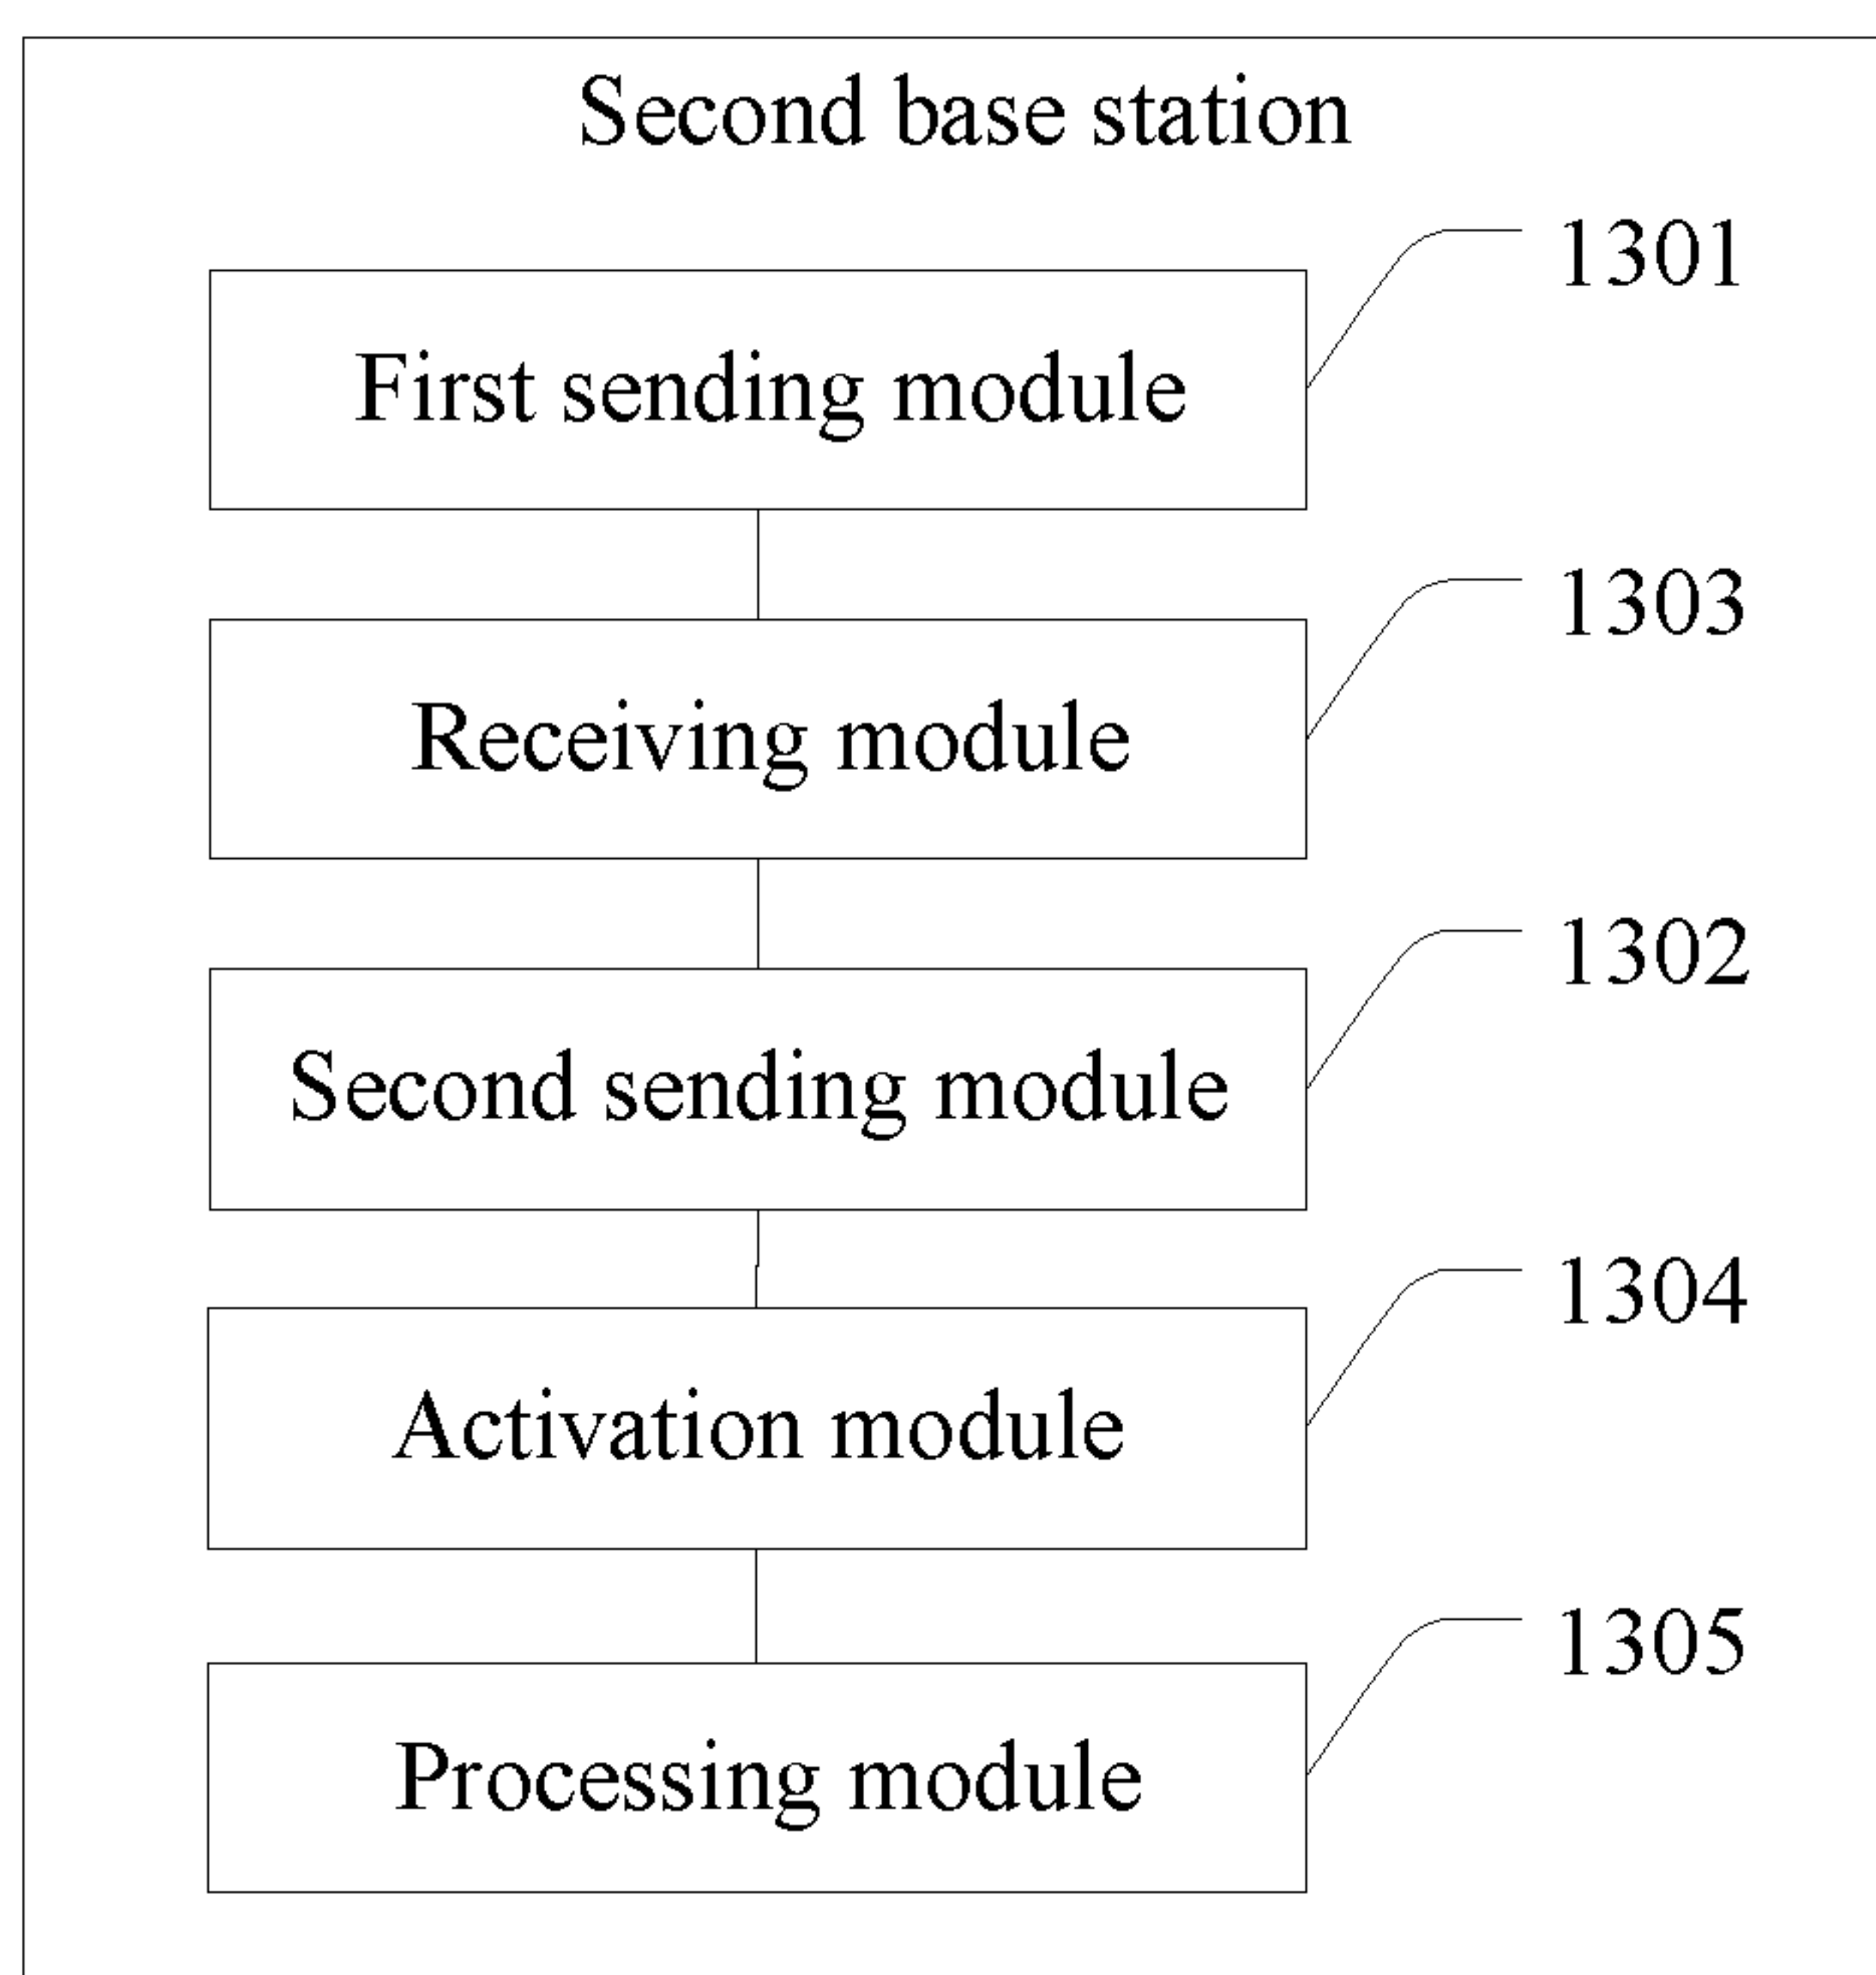 Second base station
1301
First sending module
1303
Receiving module
1302
Second sending module
1304
Activation module
1305
Processing module